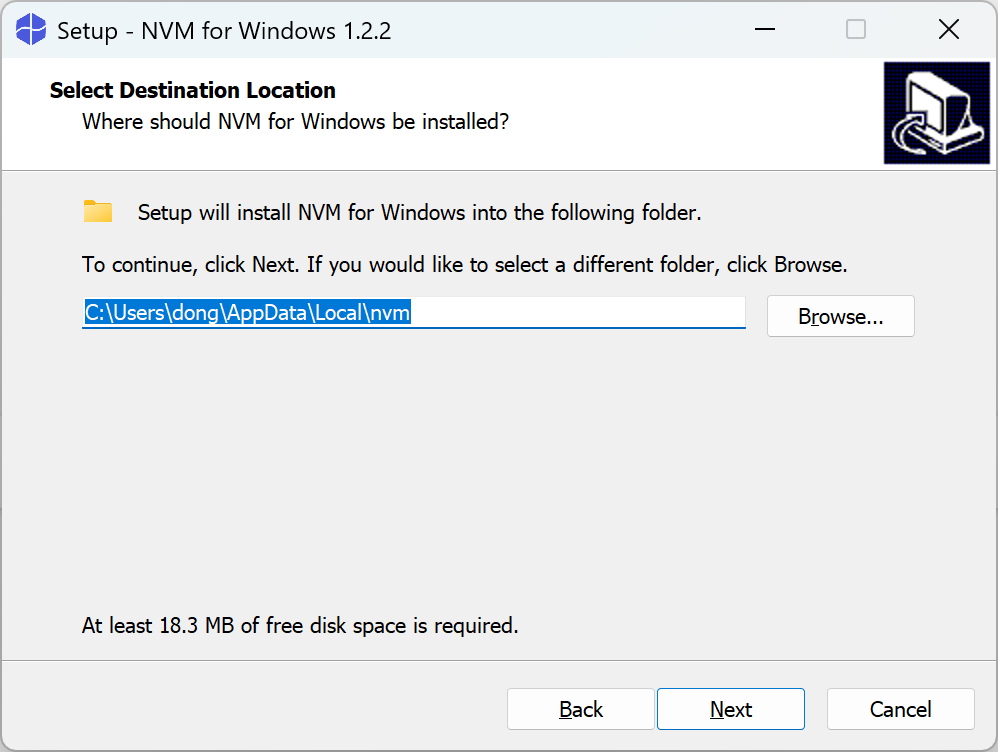 Setup - NVM for Windows 1.2.2
Select Destination Location
Where should NVM for Windows be installed?
Setup will install NVM for Windows into the following folder.
To continue, click Next. If you would like to select a different folder, click Browse.
C:\Users\dong\AppData\Local\nvm
Browse...
At least 18.3 MB of free disk space is required.
Back
Next
Cancel